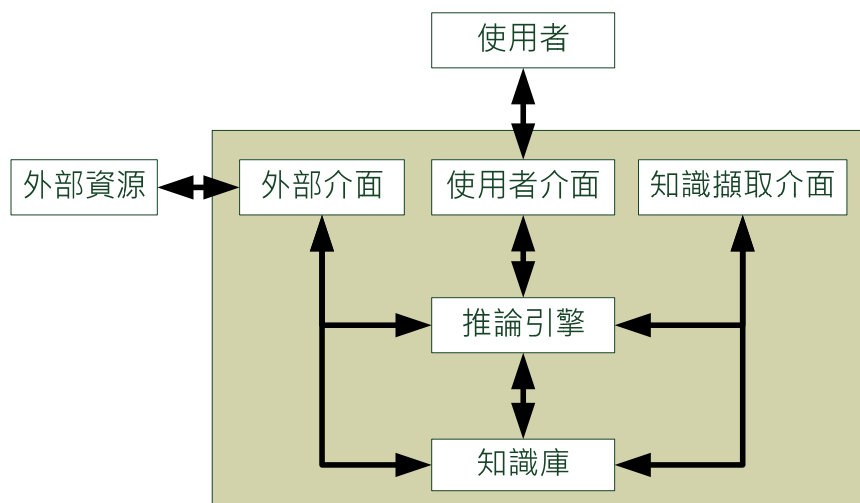 使用者
外部資源
外部介面
使用者介面
知識擷取介面
推論引擎
知識庫